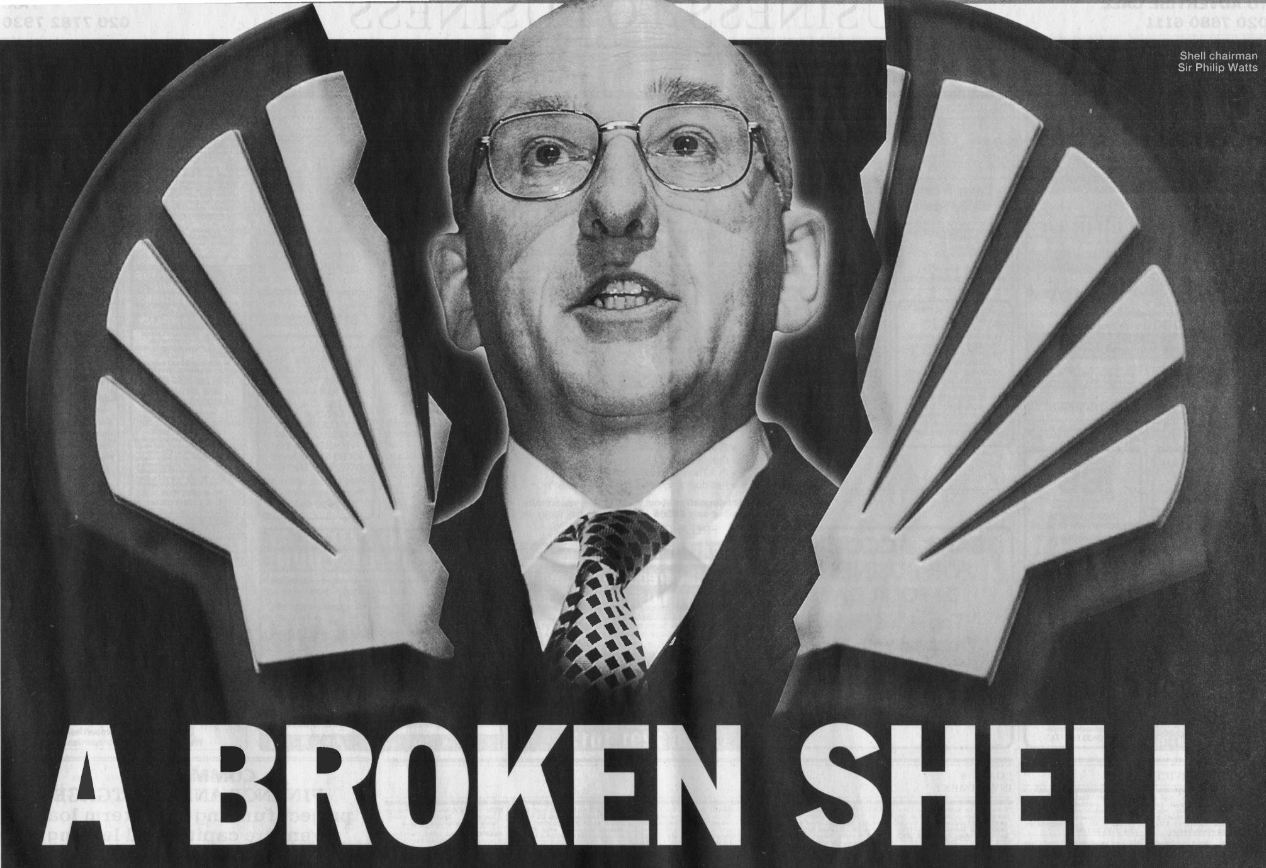 Shell chairman
Sir Philip Watts
A BROKEN SHELL